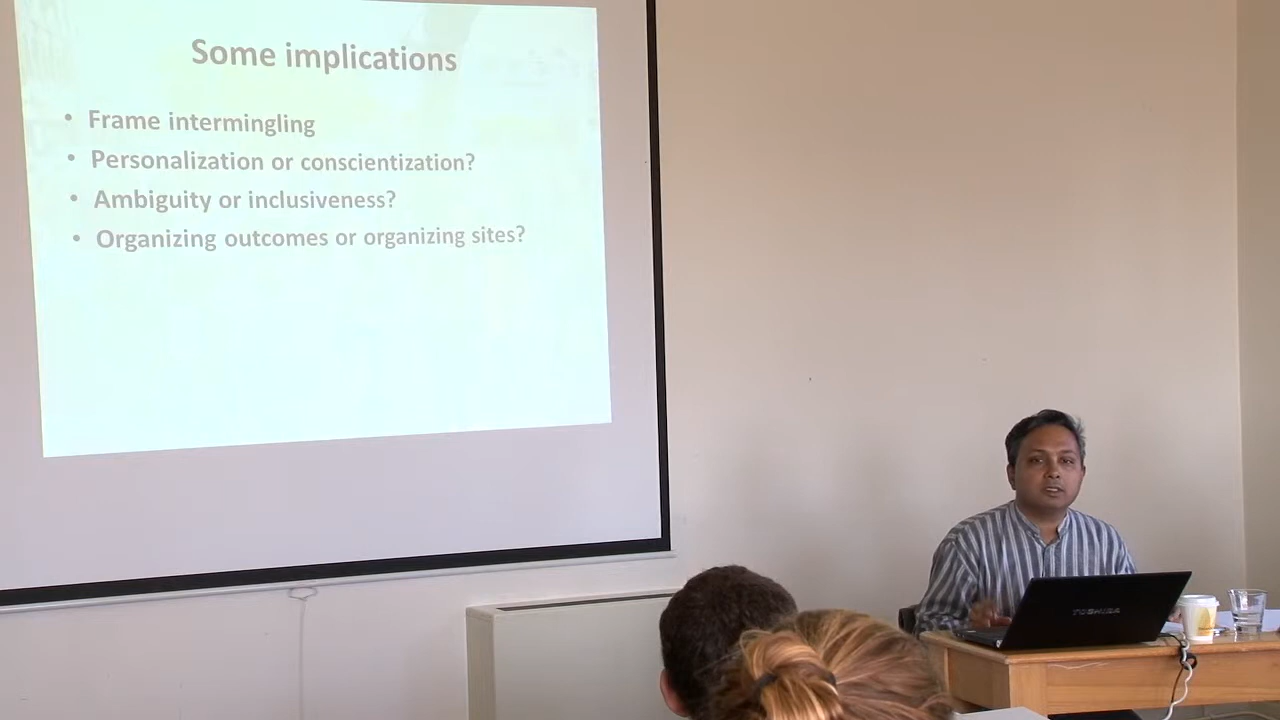 Some implications
• Frame intermingling
• Personalization or conscientization?
• Ambiguity or inclusiveness?
• Organizing outcomes or organizing sites?
TOSHIBA